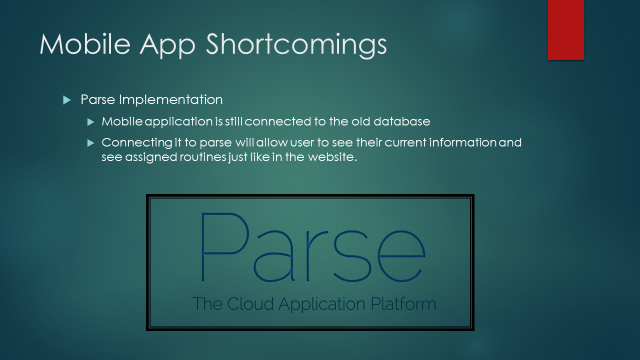 Mobile App Shortcomings
Parse Implementation
Mobile application is still connected to the old database
Connecting it to parse will allow user to see their current information and
see assigned routines just like in the website.
Parse
The Cloud Application Platform